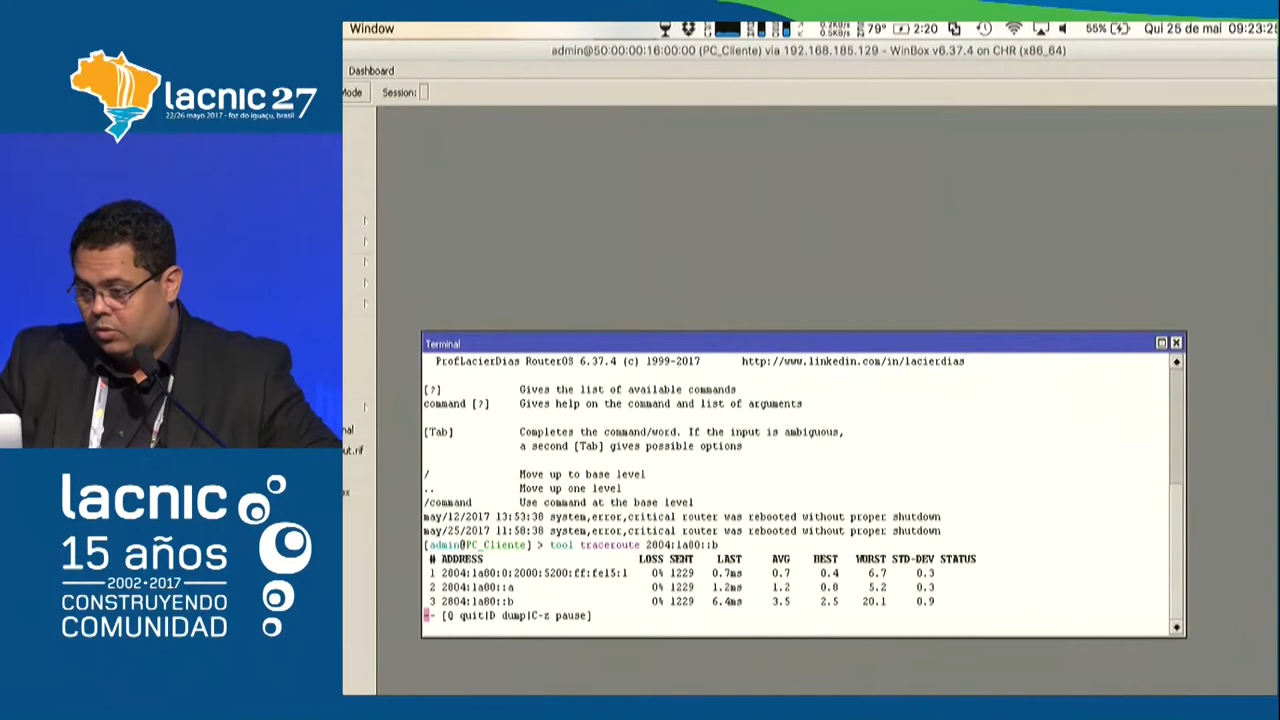 lacnic 27
22/26 mayo 2017 - foz do iguaçu, brasil
lacnic
15 años
2002•2017
CONSTRUYENDO
COMUNIDAD
Window
79° 2:20 55% Qui 25 de mai 09:23:25
admin@50:00:00:16:00:00 (PC_Cliente) via 192.168.185.129 - WinBox v6.37.4 on CHR (x86_64)
Dashboard
Mode Session:
ut.rif
Terminal
ProfLacierDias RouterOS 6.37.4 (c) 1999-2017 http://www.linkedin.com/in/lacierdias
[?] Gives the list of available commands
command [?] Gives help on the command and list of arguments
[Tab] Completes the command/word. If the input is ambiguous,
a second [Tab] gives possible options
/ Move up to base level
.. Move up one level
/command Use command at the base level
may/12/2017 13:53:38 system,error,critical router was rebooted without proper shutdown
may/25/2017 11:58:38 system,error,critical router was rebooted without proper shutdown
[admin@PC_Cliente] > tool traceroute 2804:1a80::b
# ADDRESS LOSS SENT LAST AVG BEST WORST STD-DEV STATUS
1 2804:1a80:0:2000:5200:ff:fe15:1 0% 1229 0.7ms 0.7 0.4 6.7 0.3
2 2804:1a80::a 0% 1229 1.2ms 1.2 0.8 5.2 0.3
3 2804:1a80::b 0% 1229 6.4ms 3.5 2.5 20.1 0.9
-- [Q quit|D dump|C-z pause]